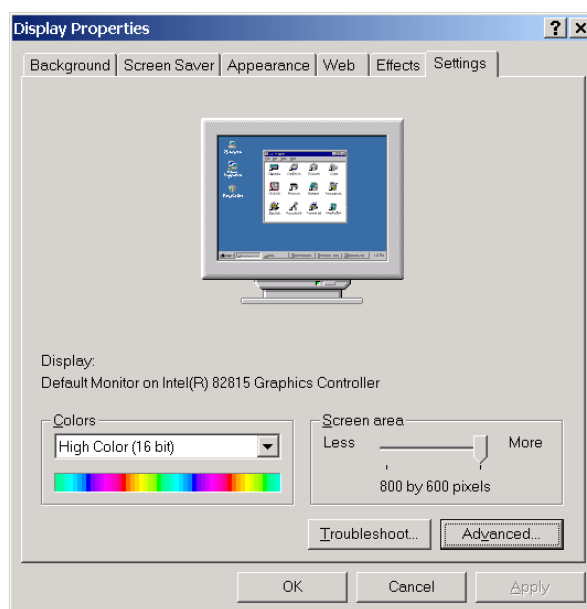 Display Properties
Background Screen Saver Appearance Web Effects Settings
Display:
Default Monitor on Intel(R) 82815 Graphics Controller
Colors
High Color (16 bit)
Screen area
Less More
800 by 600 pixels
Troubleshoot... Advanced...
OK Cancel Apply